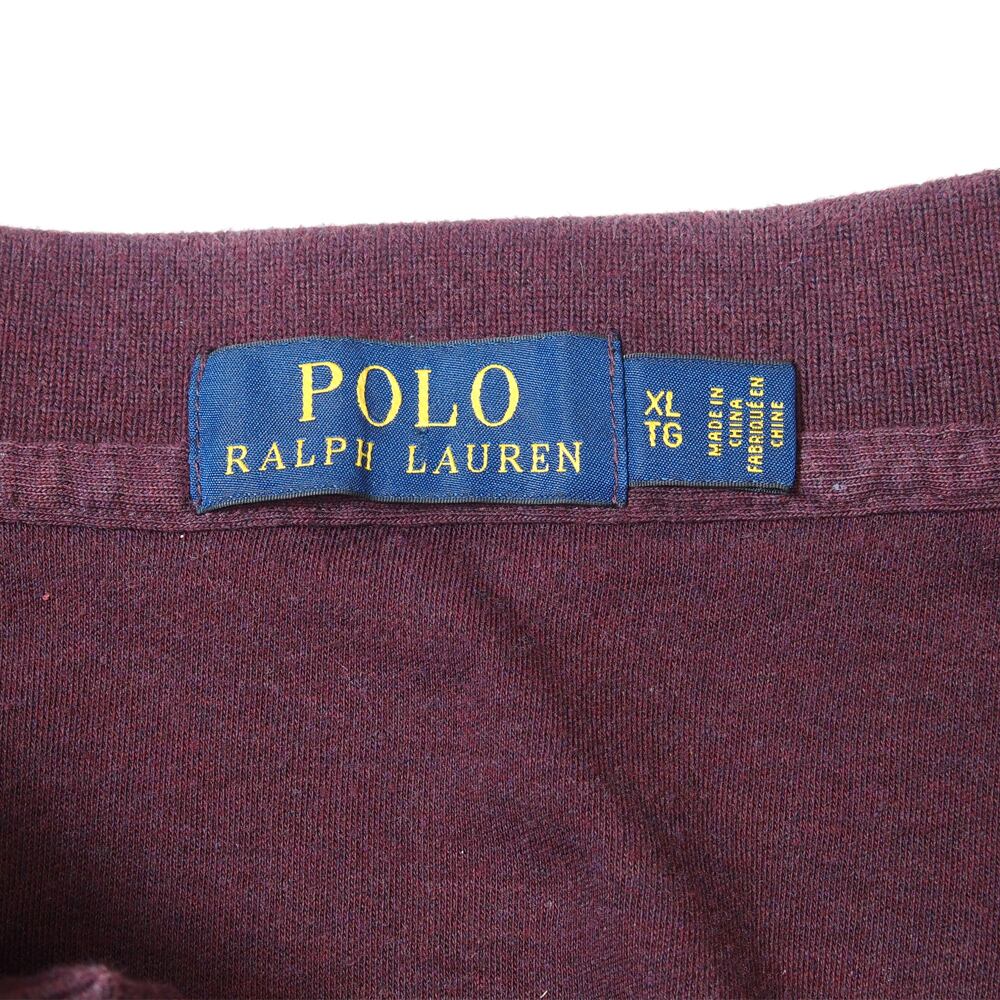 POLO
RALPH LAUREN
XL
TG
MADE IN
CHINA
FABRIQUÉ EN
CHINE